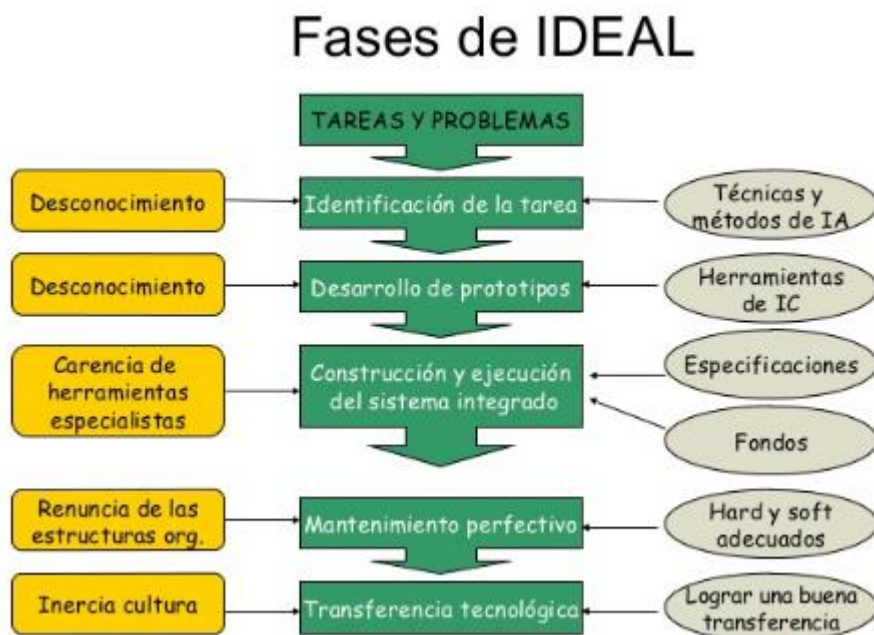 Fases de IDEAL
TAREAS Y PROBLEMAS
Desconocimiento
Identificación de la tarea
Técnicas y
métodos de IA
Desconocimiento
Desarrollo de prototipos
Herramientas
de IC
Carencia de
herramientas
especialistas
Construcción y ejecución
del sistema integrado
Especificaciones
Fondos
Renuncia de las
estructuras org.
Mantenimiento perfectivo
Hard y soft
adecuados
Inercia cultura
Transferencia tecnológica
Lograr una buena
transferencia